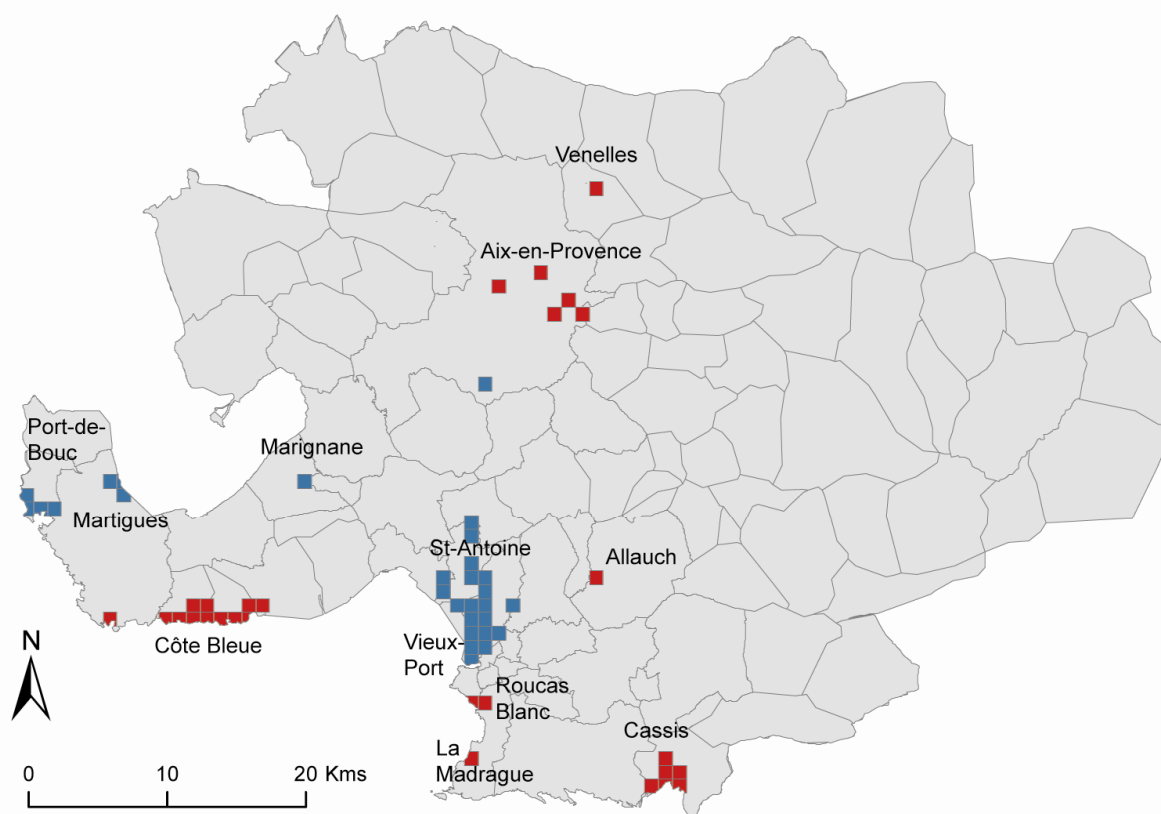 Venelles
Aix-en-Provence
Port-de-
Bouc
Marignane
Martigues
St-Antoine
Allauch
Côte Bleue
N
Vieux-
Port
Roucas
Blanc
Cassis
La
Madrague
0 10 20 Kms